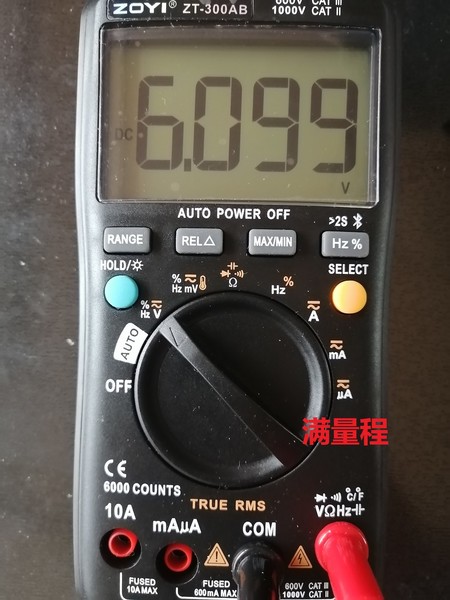 ZOYI® ZT-300AB
600V CAT III
1000V CAT II
DC 6.099 V
AUTO POWER OFF
>2S
RANGE REL△ MAX/MIN Hz %
HOLD/☼
SELECT
% Hz V
% Hz mV
Ω
Hz %
A
mA
μA
AUTO
OFF
满量程
CE
6000 COUNTS
TRUE RMS
10A
mAμA
COM
°C/°F
VΩHz
FUSED
10A MAX
FUSED
600mA MAX
600V CAT III
1000V CAT II